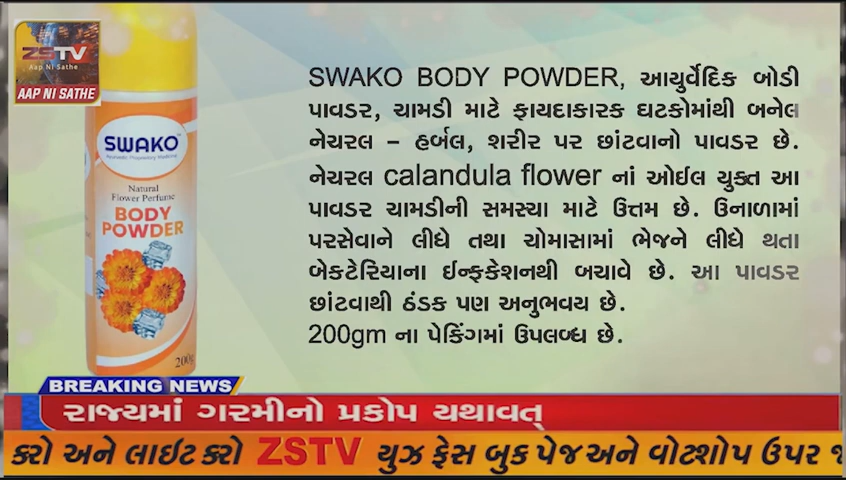 ZSTV
Aap Ni Sathe
AAP NI SATHE
SWAKO
Ayurvedic Proprietary Medicine
Natural
Flower Perfume
BODY
POWDER
200g
SWAKO BODY POWDER, આયુર્વેદિક બોડી
પાવડર, ચામડી માટે ફાયદાકારક ઘટકોમાંથી બનેલ
નેચરલ – હર્બલ, શરીર પર છાંટવાનો પાવડર છે.
નેચરલ calandula flower નાં ઓઈલ યુક્ત આ
પાવડર ચામડીની સમસ્યા માટે ઉત્તમ છે. ઉનાળામાં
પરસેવાને લીધે તથા ચોમાસામાં ભેજને લીધે થતા
બેકટેરિયાના ઈન્ફકેશનથી બચાવે છે. આ પાવડર
છાંટવાથી ઠંડક પણ અનુભવય છે.
200gm ના પેકિંગમાં ઉપલબ્ધ છે.
BREAKING NEWS
રાજ્યમાં ગરમીનો પ્રકોપ યથાવત્
કરો અને લાઇટ કરો ZSTV યુઝ ફેસ બુક પેજ અને વોટ્શોપ ઉપર જ